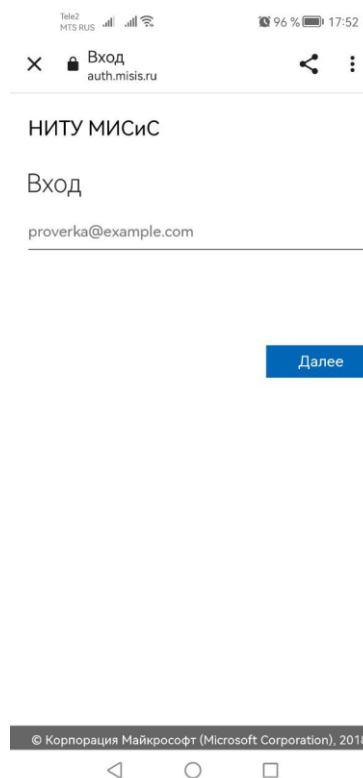 Tele2
MTS RUS 96 % 17:52
Вход
auth.misis.ru
НИТУ МИСиС
Вход
proverka@example.com
Далее
© Корпорация Майкрософт (Microsoft Corporation), 2018